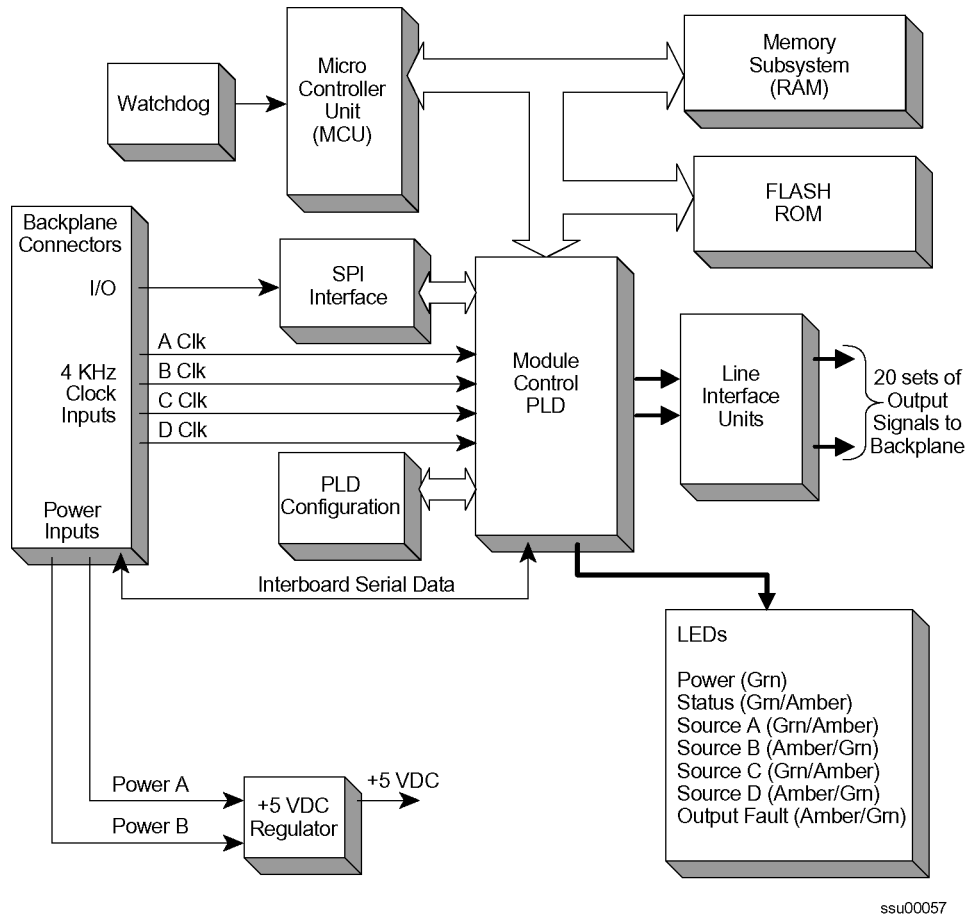 Watchdog
Micro
Controller
Unit
(MCU)
Memory
Subsystem
(RAM)
FLASH
ROM
Backplane
Connectors
I/O
4 KHz
Clock
Inputs
Power
Inputs
SPI
Interface
A Clk
B Clk
C Clk
D Clk
PLD
Configuration
Module
Control
PLD
Line
Interface
Units
20 sets of
Output
Signals to
Backplane
Interboard Serial Data
LEDs
Power (Grn)
Status (Grn/Amber)
Source A (Grn/Amber)
Source B (Amber/Grn)
Source C (Grn/Amber)
Source D (Amber/Grn)
Output Fault (Amber/Grn)
Power A
Power B
+5 VDC
Regulator
+5 VDC
ssu00057